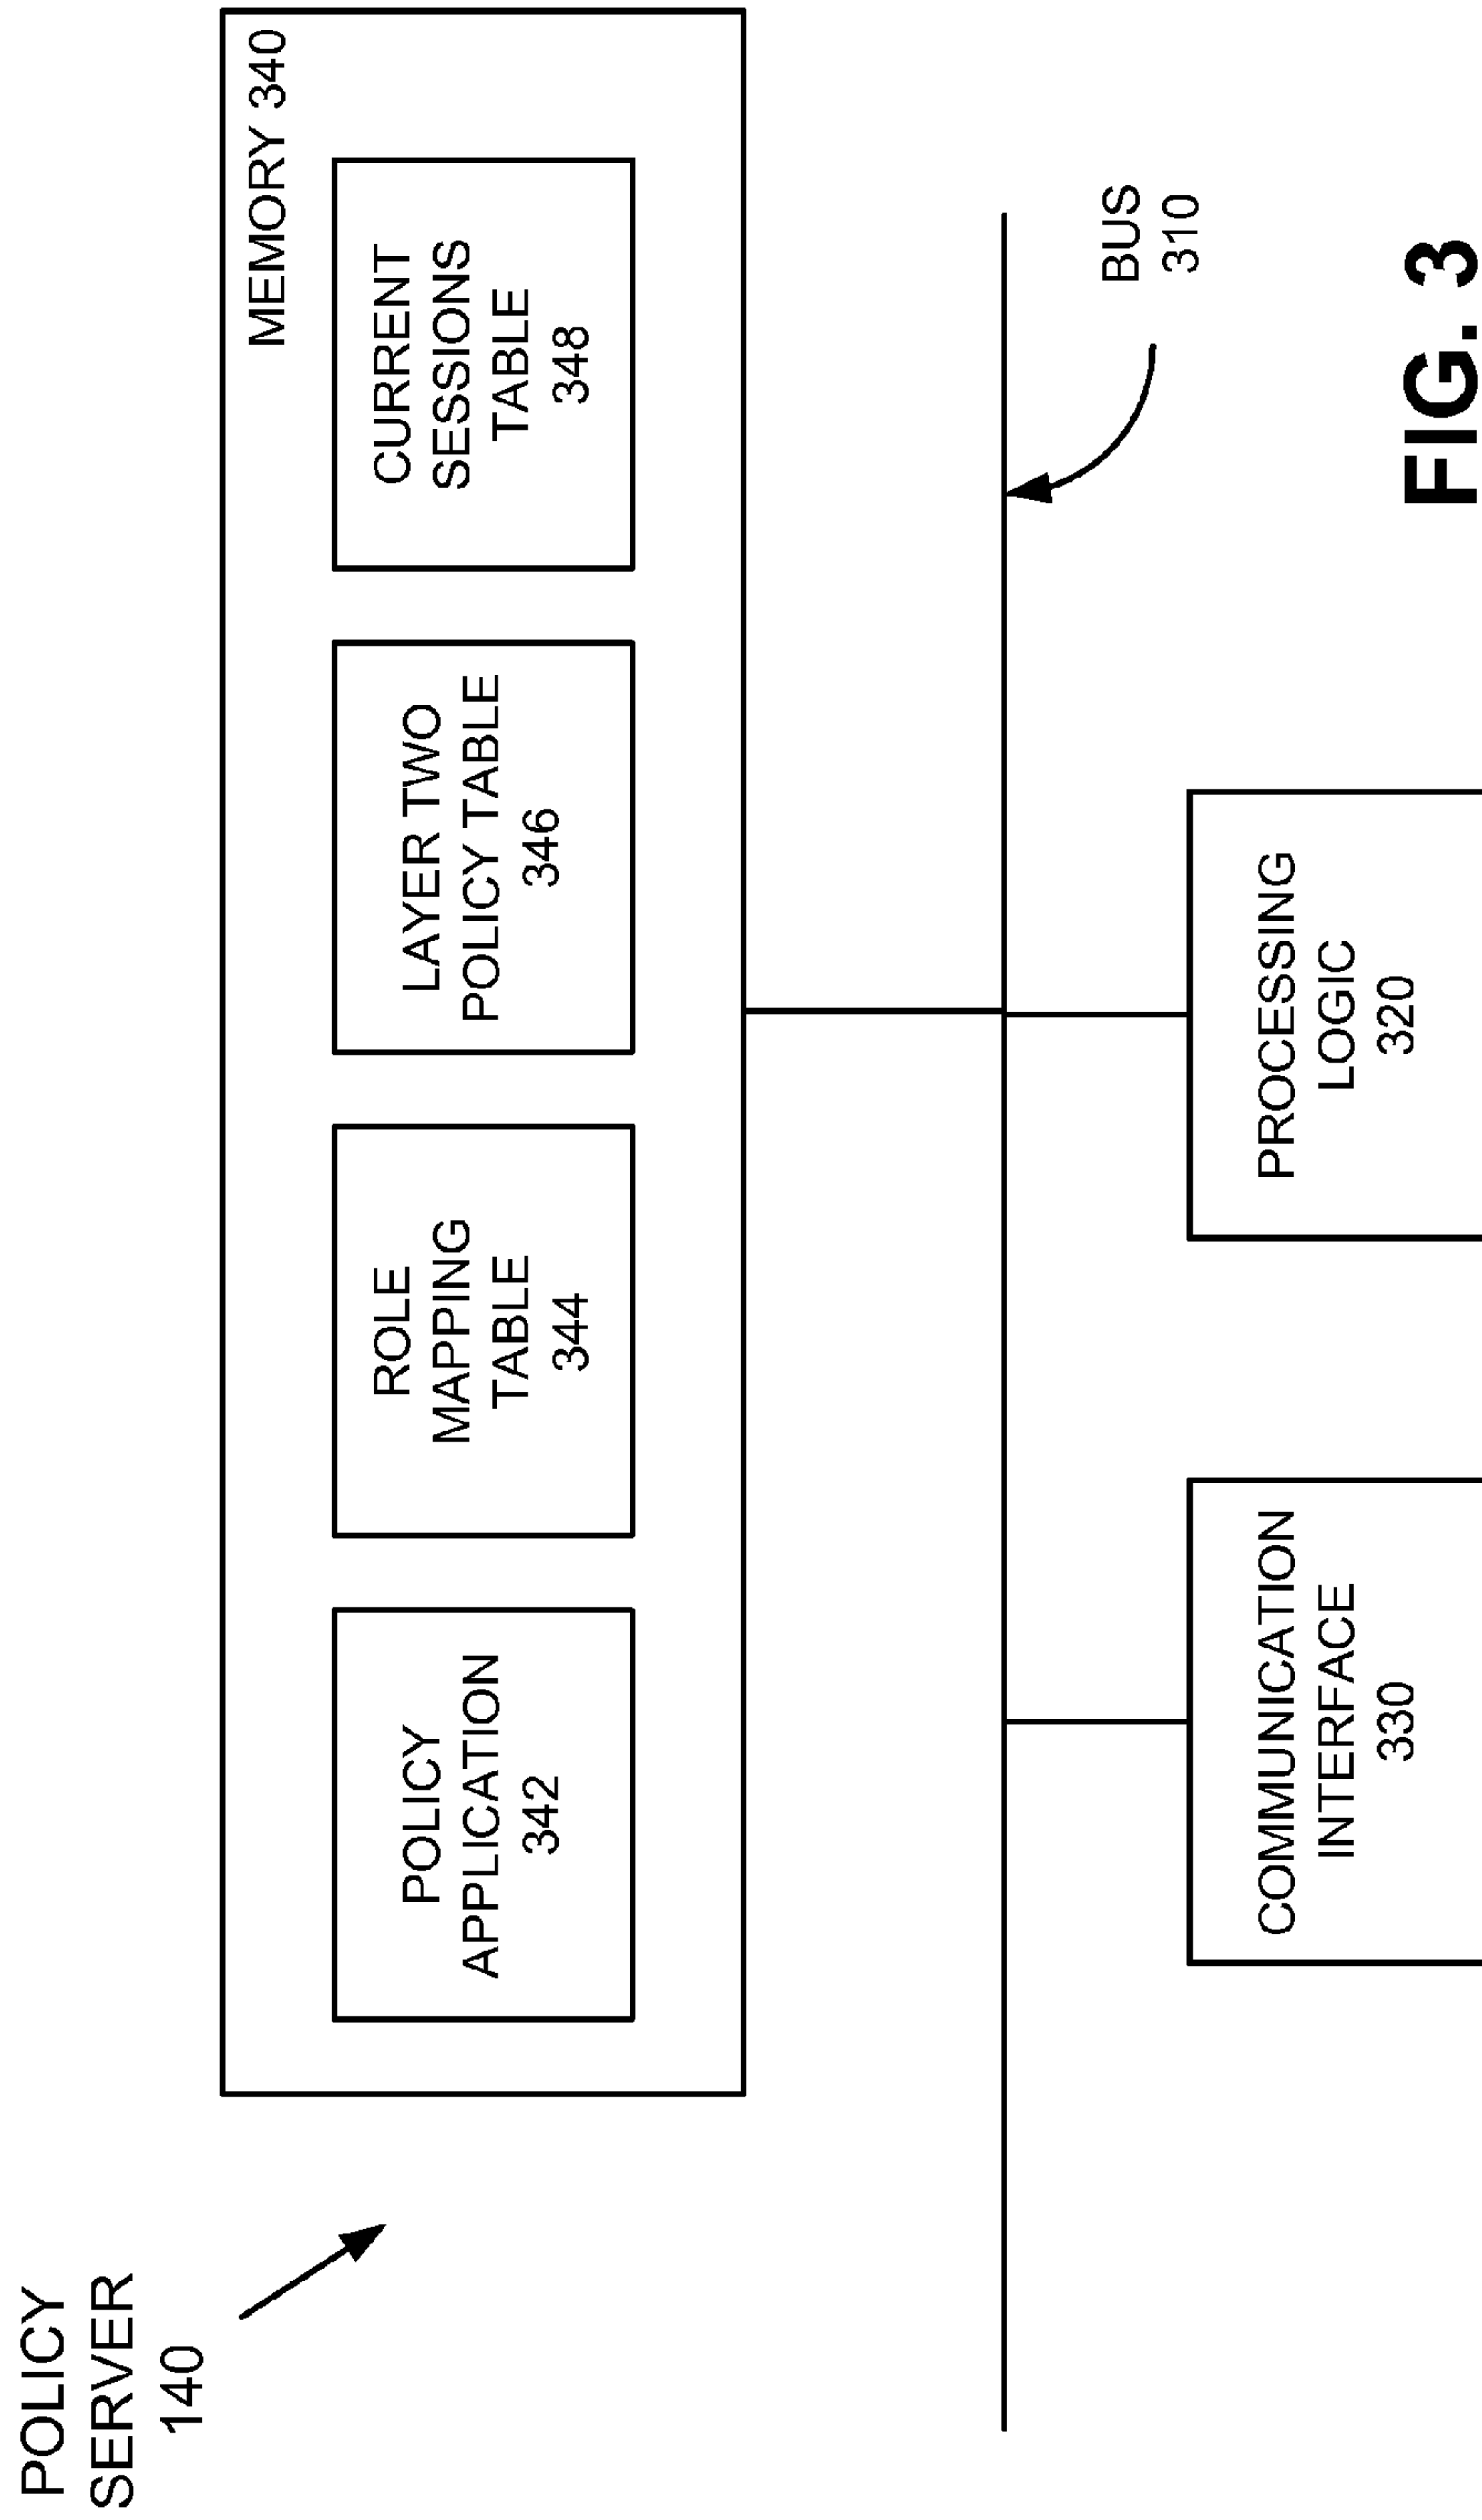 POLICY
SERVER
140
MEMORY 340
POLICY
APPLICATION
342
ROLE
MAPPING
TABLE
344
LAYER TWO
POLICY TABLE
346
CURRENT
SESSIONS
TABLE
348
BUS
310
COMMUNICATION
INTERFACE
330
PROCESSING
LOGIC
320
FIG. 3